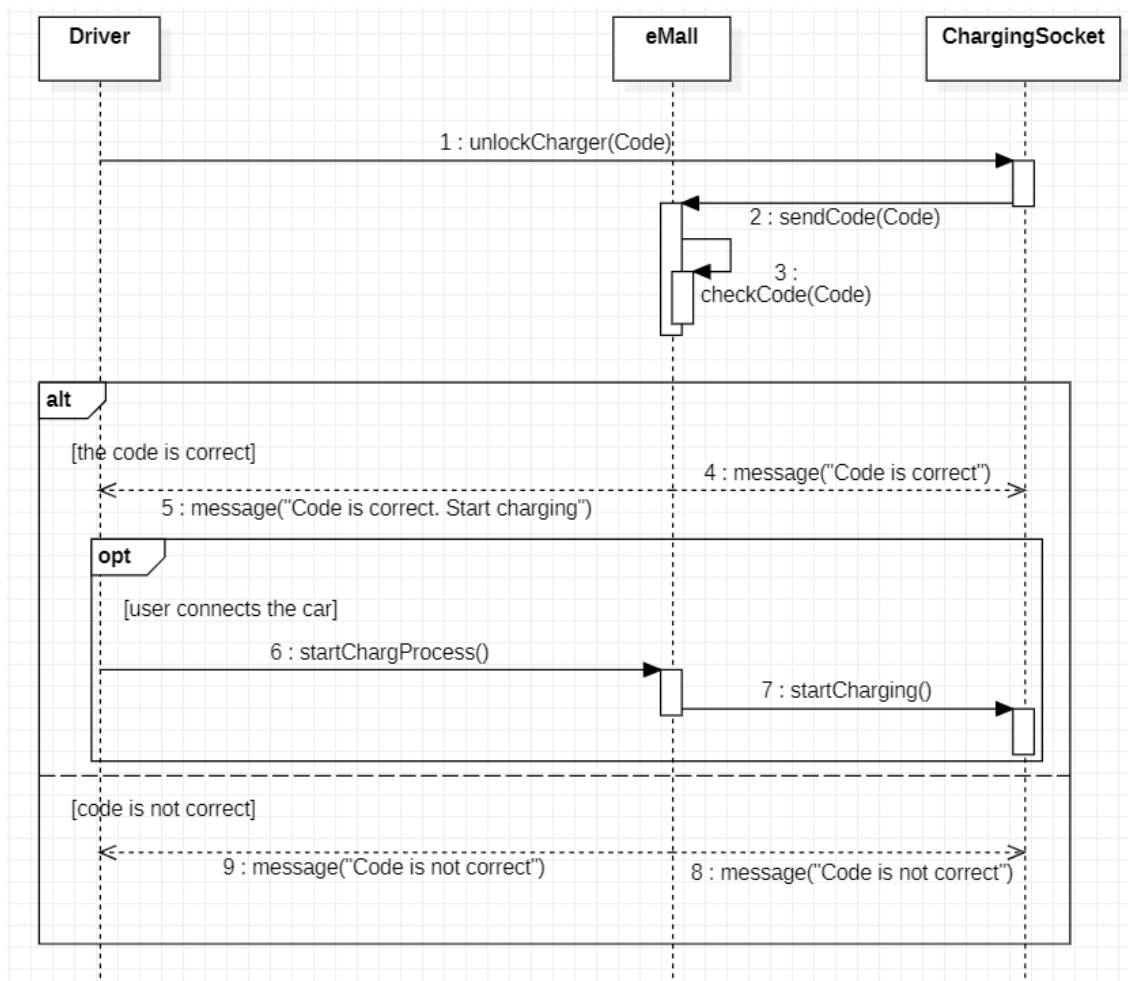 Driver
eMall
ChargingSocket
1 : unlockCharger(Code)
2 : sendCode(Code)
3 :
checkCode(Code)
alt
[the code is correct]
4 : message("Code is correct")
5 : message("Code is correct. Start charging")
opt
[user connects the car]
6 : startChargProcess()
7 : startCharging()
[code is not correct]
9 : message("Code is not correct")
8 : message("Code is not correct")